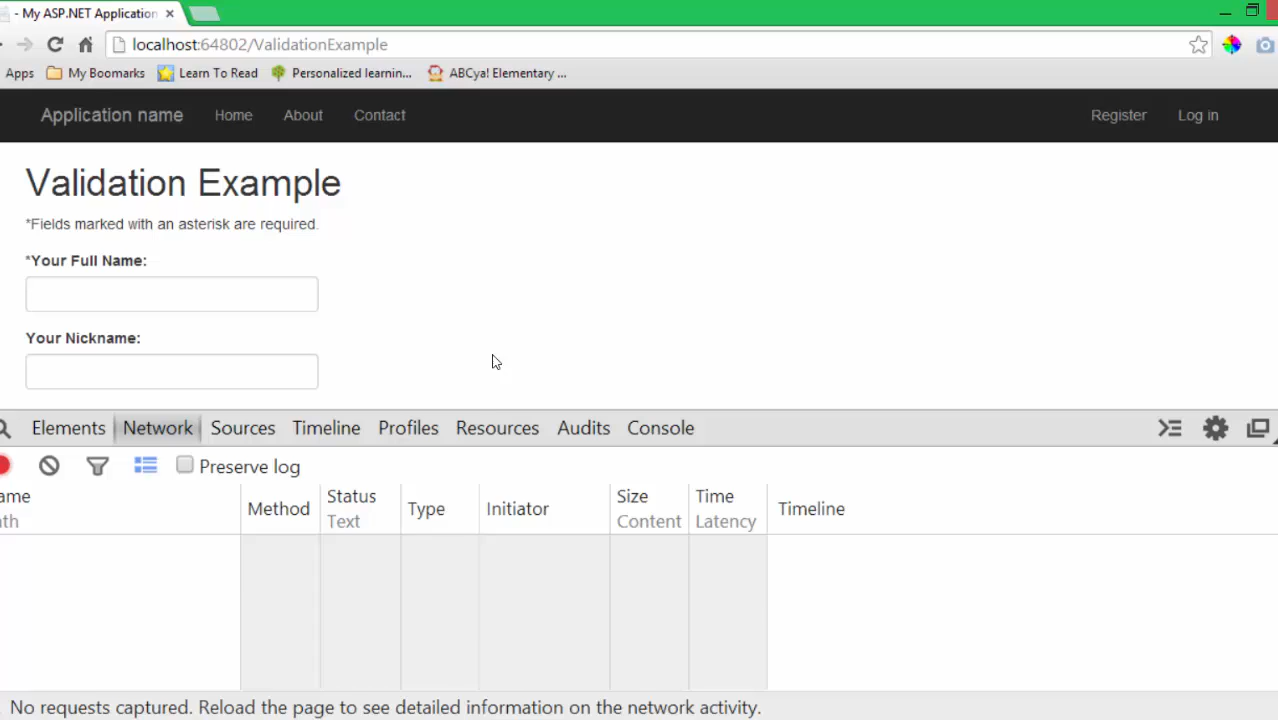 - My ASP.NET Application
localhost:64802/ValidationExample
Apps My Boomarks Learn To Read Personalized learnin... ABCya! Elementary ...
Application name Home About Contact Register Log in
Validation Example
*Fields marked with an asterisk are required.
*Your Full Name:
Your Nickname:
Elements Network Sources Timeline Profiles Resources Audits Console
Preserve log
ame Method Status Type Initiator Size Time Timeline
ath Text Content Latency
No requests captured. Reload the page to see detailed information on the network activity.